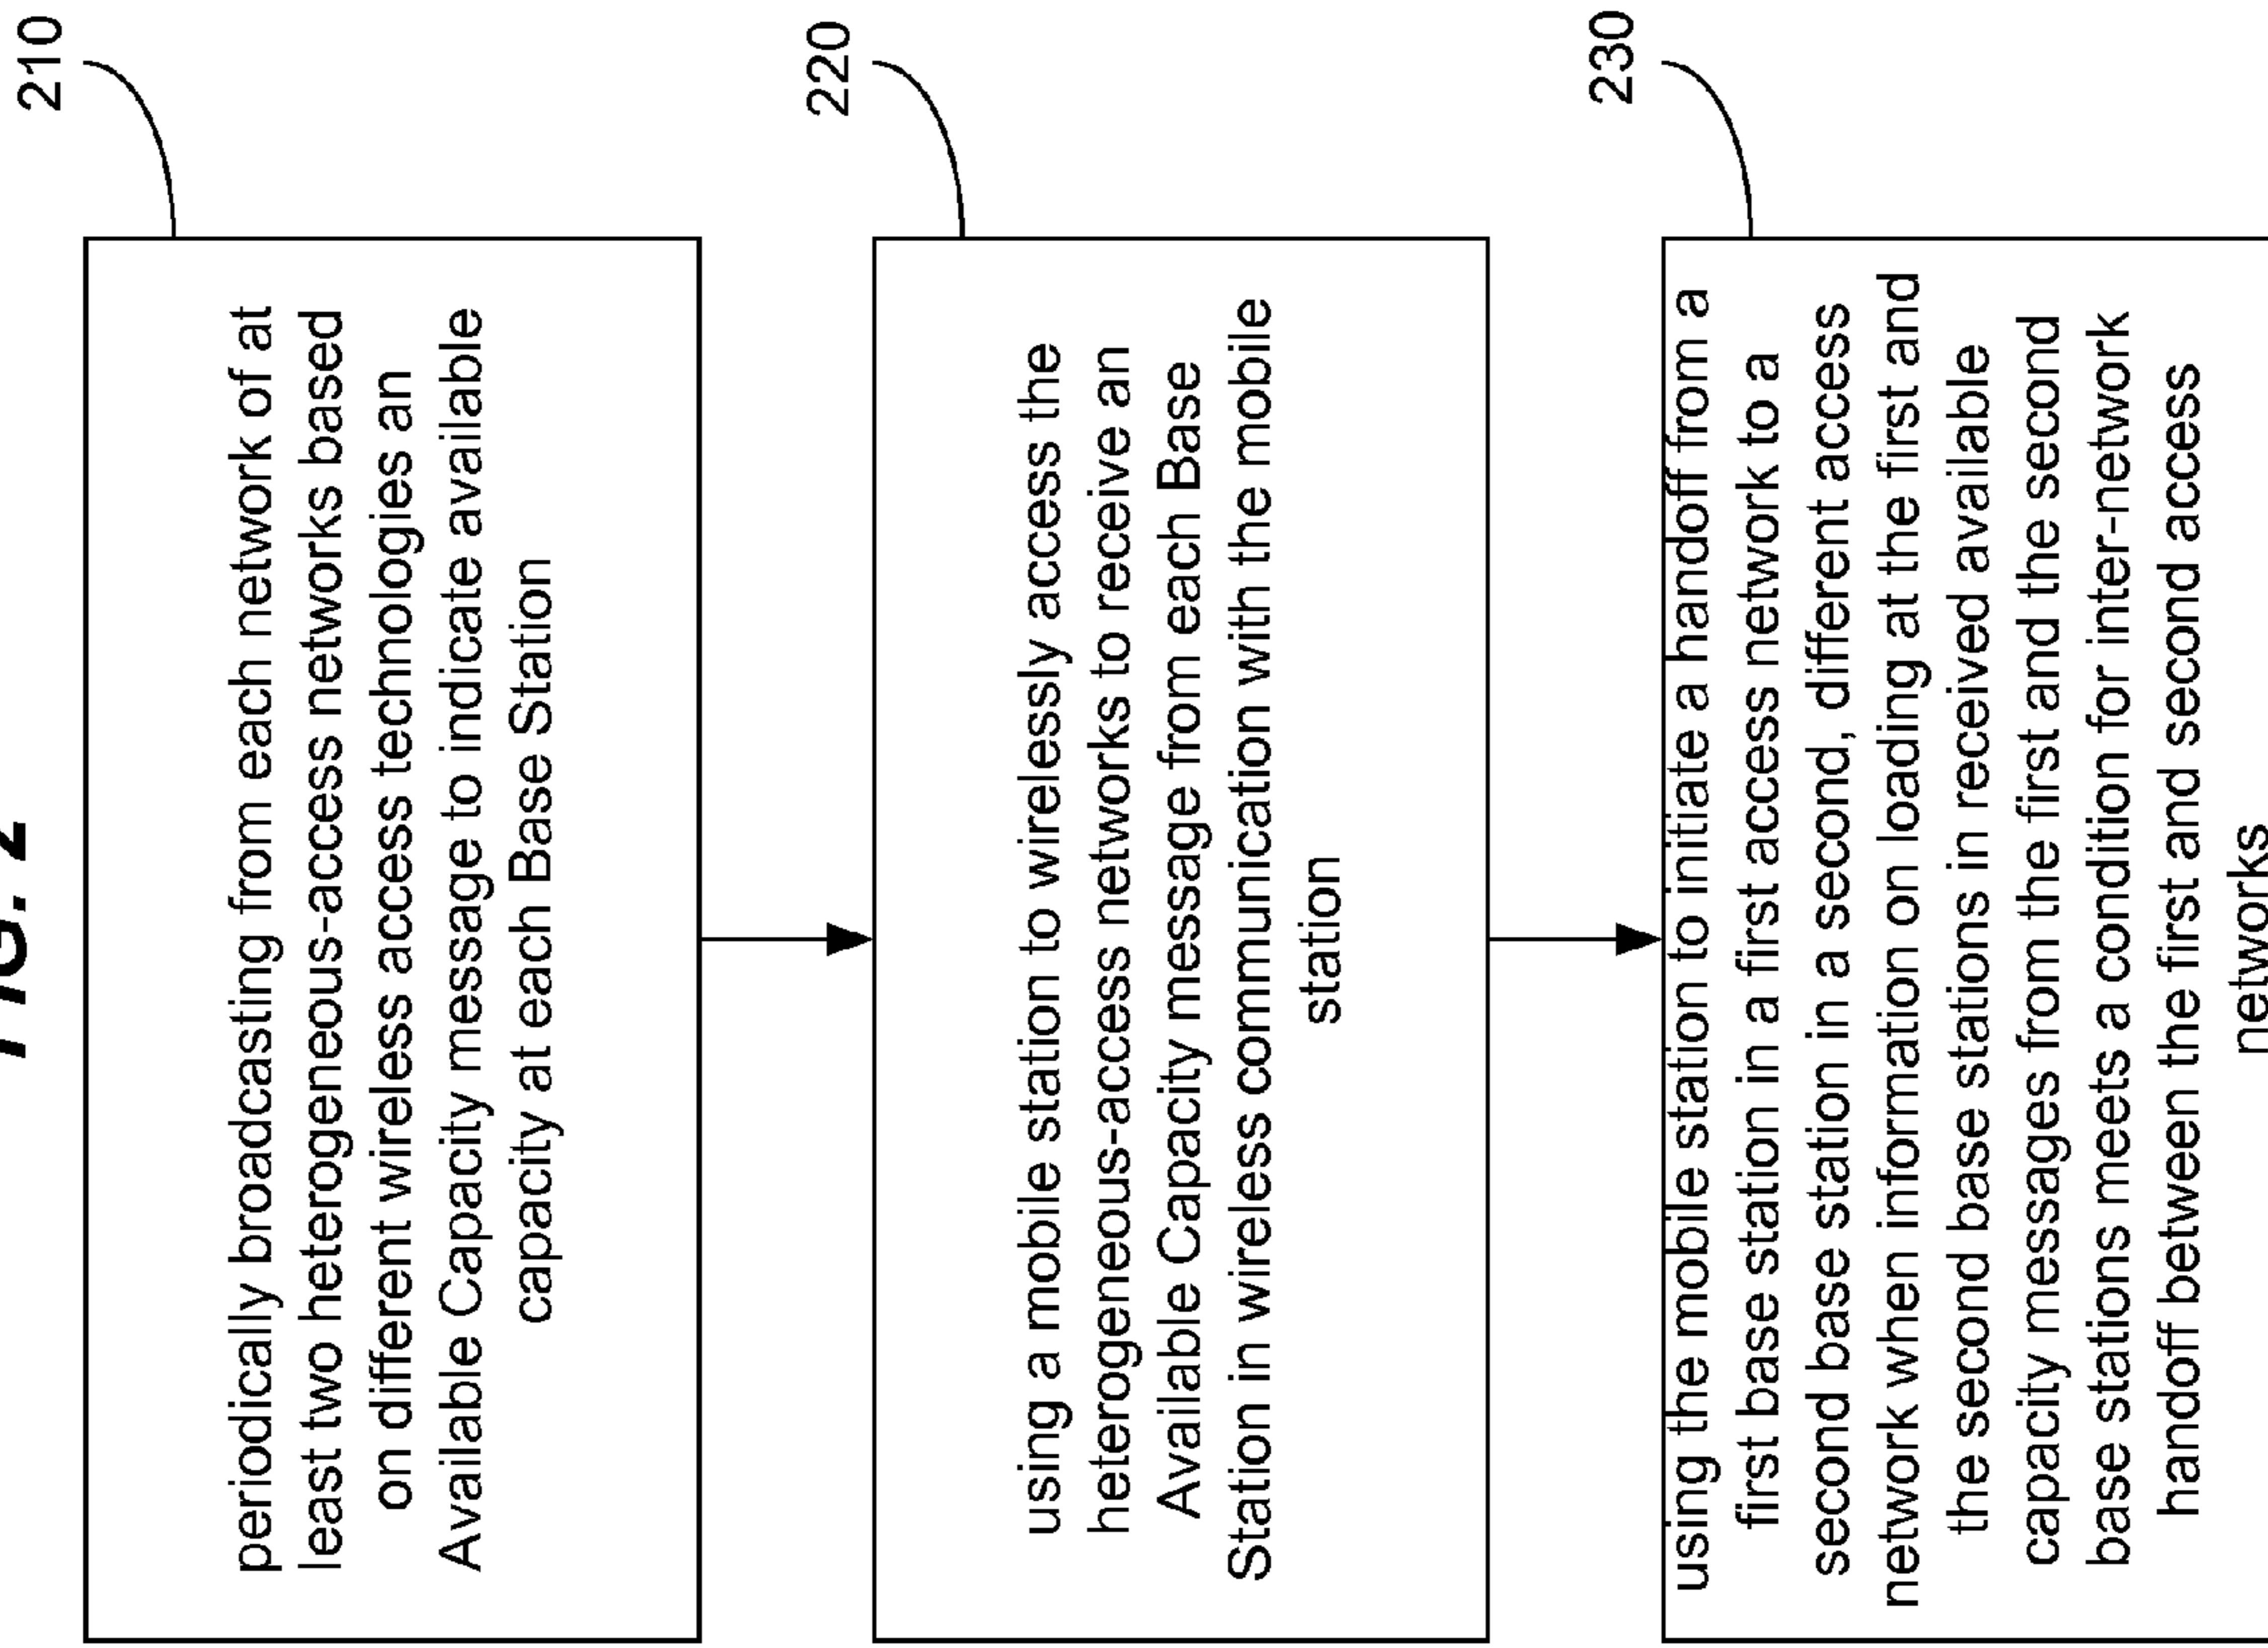 FIG. 2
210
periodically broadcasting from each network of at
least two heterogeneous-access networks based
on different wireless access technologies an
Available Capacity message to indicate available
capacity at each Base Station
220
using a mobile station to wirelessly access the
heterogeneous-access networks to receive an
Available Capacity message from each Base
Station in wireless communication with the mobile
station
230
using the mobile station to initiate a handoff from a
first base station in a first access network to a
second base station in a second, different access
network when information on loading at the first and
the second base stations in received available
capacity messages from the first and the second
base stations meets a condition for inter-network
handoff between the first and second access
networks